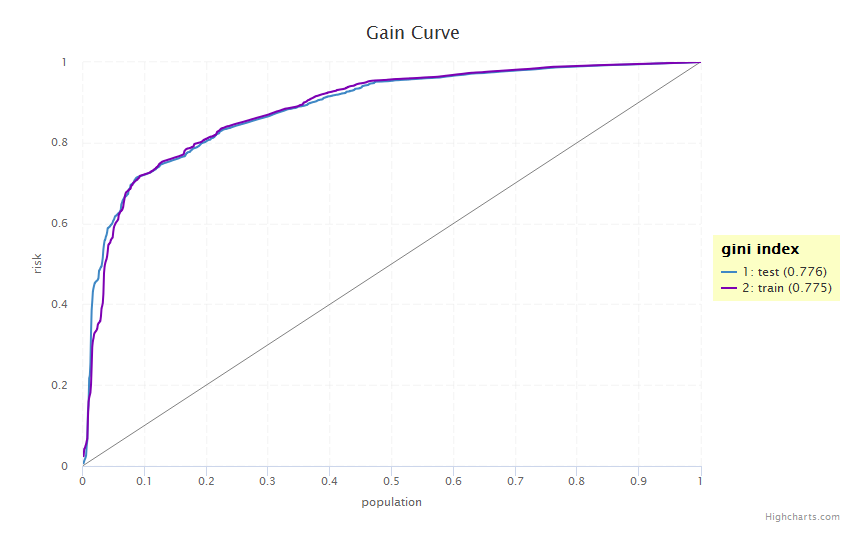 Gain Curve
1
0.8
0.6
0.4
0.2
0
risk
0 0.1 0.2 0.3 0.4 0.5 0.6 0.7 0.8 0.9 1
population
gini index
1: test (0.776)
2: train (0.775)
Highcharts.com